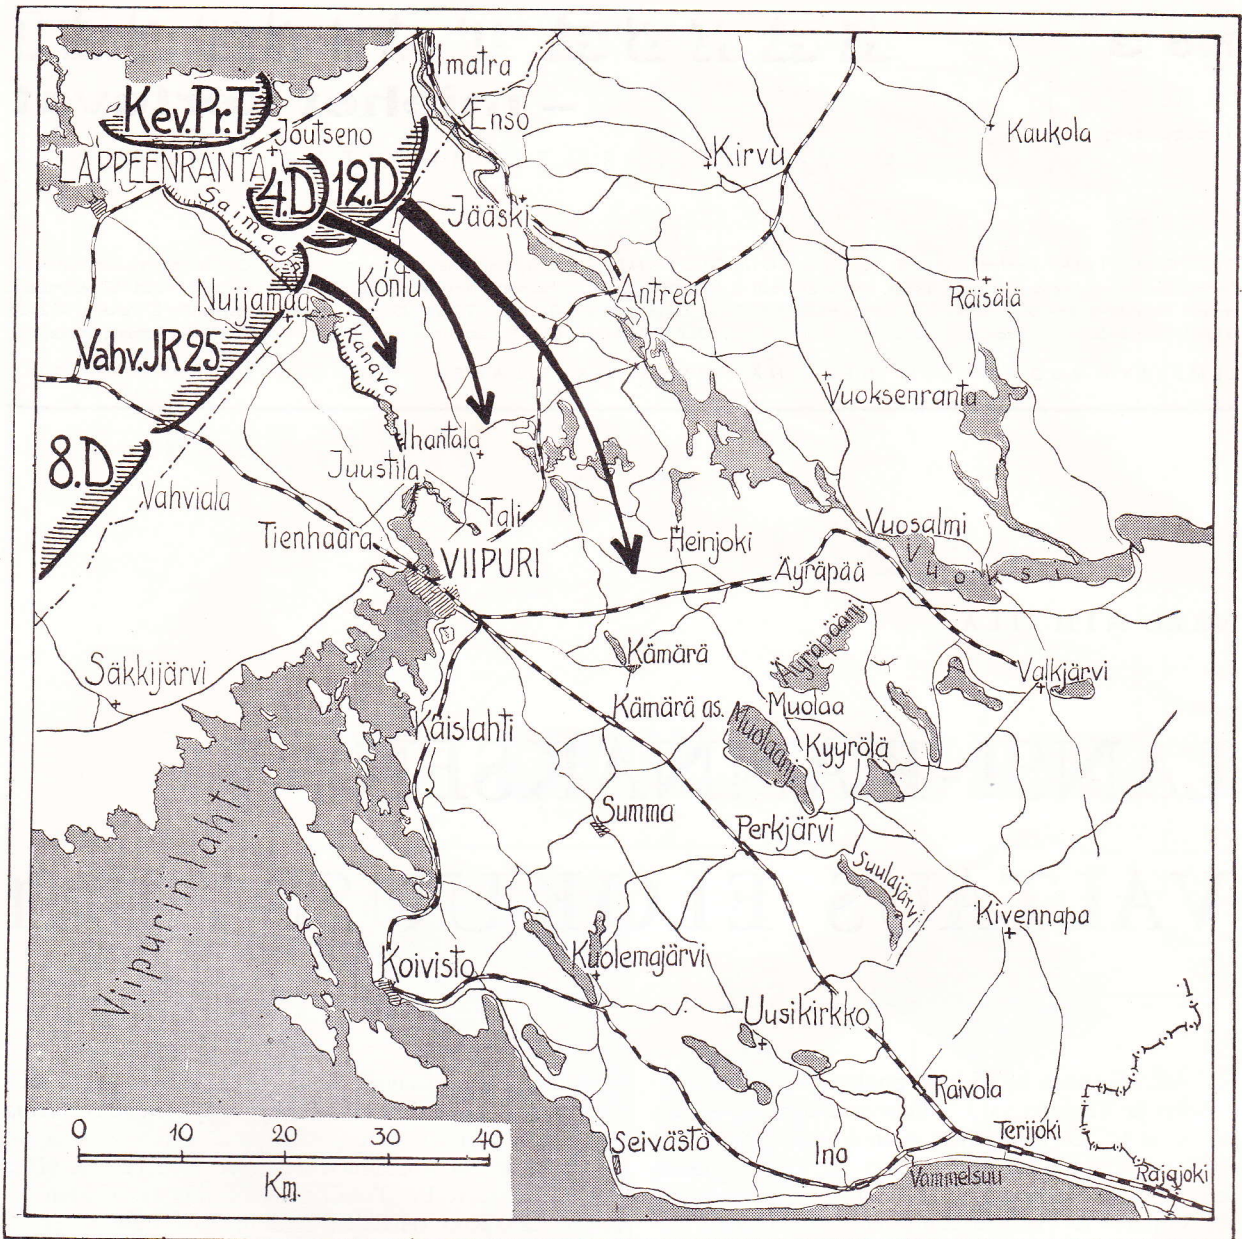 Imatra
Kev.Pr.T
Enso
Joutseno
Kaukola
Kirvu
LAPPEENRANTA
4.D
12.D
Saimaan
Jääski
Kontu
Nuijamaa
Antrea
Räisälä
Kanava
Vahv.JR25
Vuoksenranta
Ihantala
8.D
Juustila
Vahviala
Tali
Tienhaara
Heinjoki
Vuosalmi
VIIPURI
Vuoksi
Äyräpää
Äyräpäänj.
Kämärä
Säkkijärvi
Valkjärvi
Kämärä as.
Muolaa
Käislahti
Muolaanj.
Kyyrölä
Summa
Perkjärvi
Viipurinlahti
Suulajärvi
Kivennapa
Kuolemajärvi
Koivisto
Uusikirkko
Raivola
0 10 20 30 40
Km.
Seivästö
Ino
Terijoki
Vammelsuu
Rajajoki